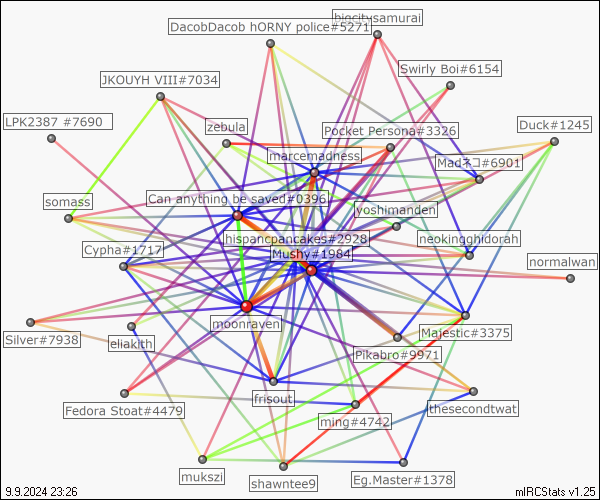 bigcitysamurai
DacobDacob hORNY police#5271
Swirly Boi#6154
JKOUYH VIII#7034
LPK2387 #7690
zebula
Pocket Persona#3326
Duck#1245
marcemadness
Madネコ#6901
somass
Can anything be saved#0396
yoshimanden
hispancpancakes#2928
neokingghidorah
Cypha#1717
Mushy#1984
normalwan
moonraven
Silver#7938
eliaklth
Majestic#3375
Pikabro#9971
Fedora Stoat#4479
frisout
thesecondtwat
ming#4742
mukszi
shawntee9
Eg.Master#1378
9.9.2024 23:26
mIRCStats v1.25